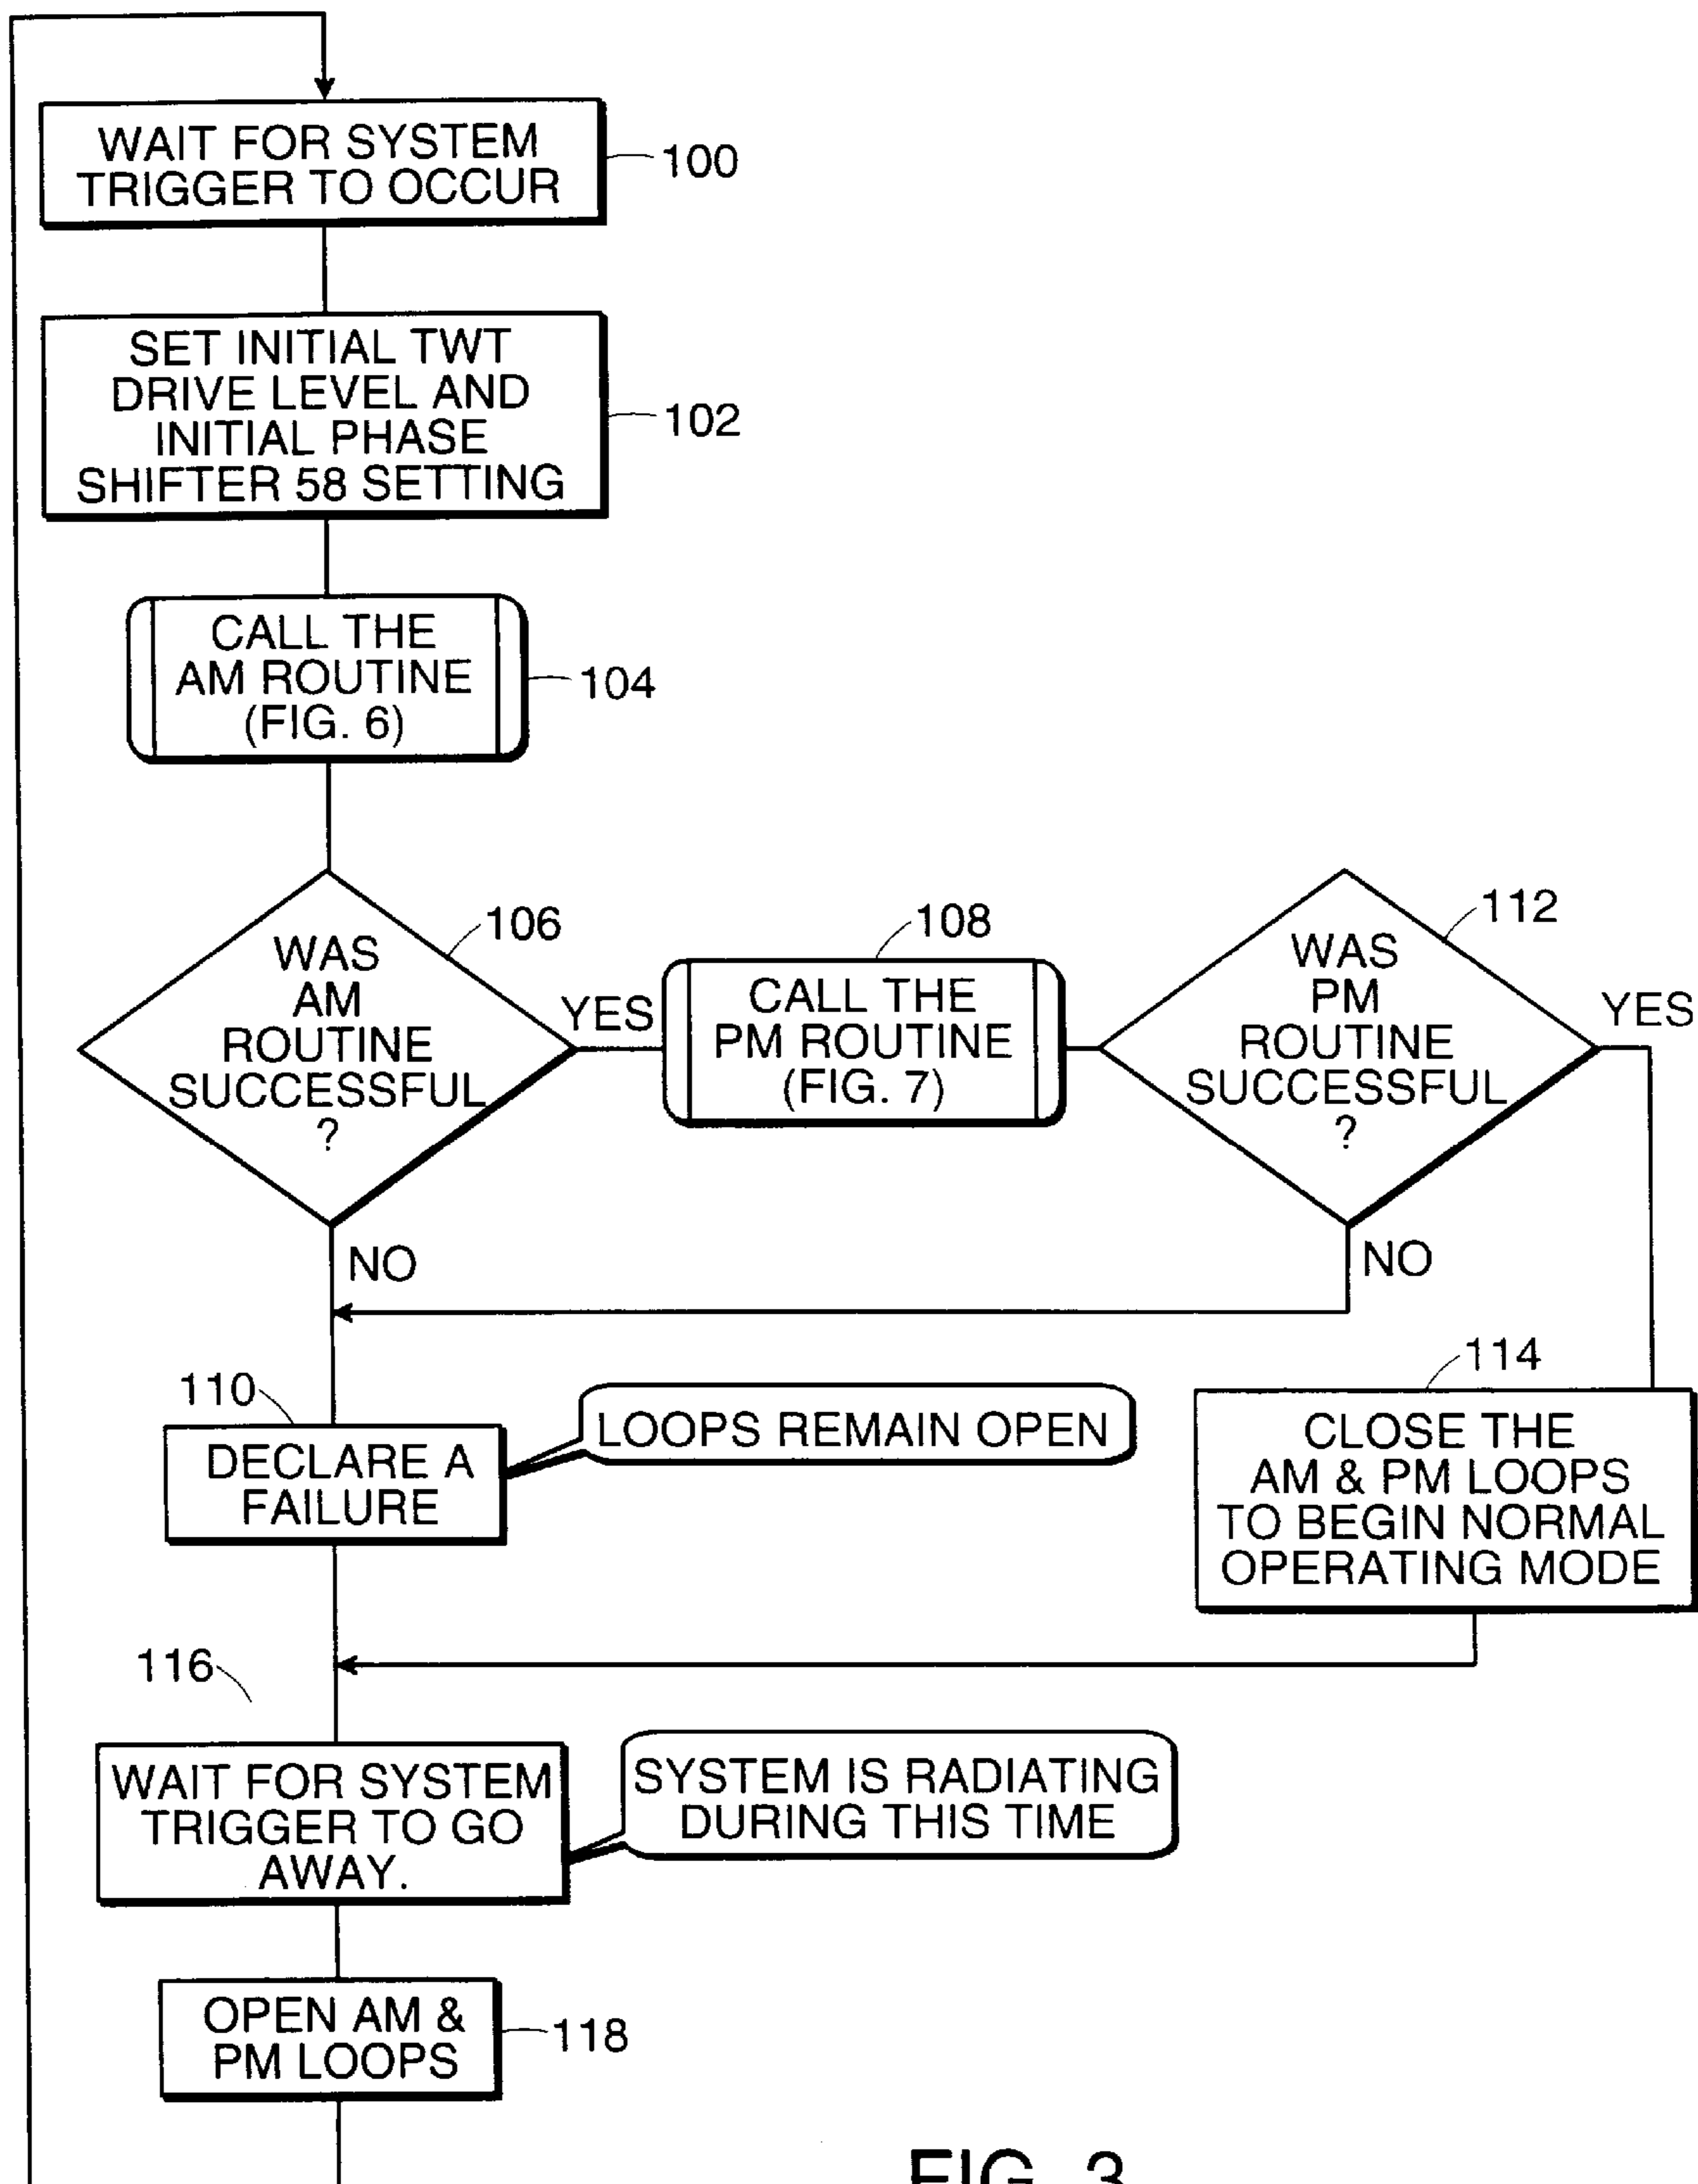 WAIT FOR SYSTEM
TRIGGER TO OCCUR
100
SET INITIAL TWT
DRIVE LEVEL AND
INITIAL PHASE
SHIFTER 58 SETTING
102
CALL THE
AM ROUTINE
(FIG. 6)
104
WAS
AM
ROUTINE
SUCCESSFUL
?
106
YES
CALL THE
PM ROUTINE
(FIG. 7)
108
WAS
PM
ROUTINE
SUCCESSFUL
?
112
YES
NO
NO
110
DECLARE A
FAILURE
LOOPS REMAIN OPEN
114
CLOSE THE
AM & PM LOOPS
TO BEGIN NORMAL
OPERATING MODE
116
WAIT FOR SYSTEM
TRIGGER TO GO
AWAY.
SYSTEM IS RADIATING
DURING THIS TIME
OPEN AM &
PM LOOPS
118
FIG. 3